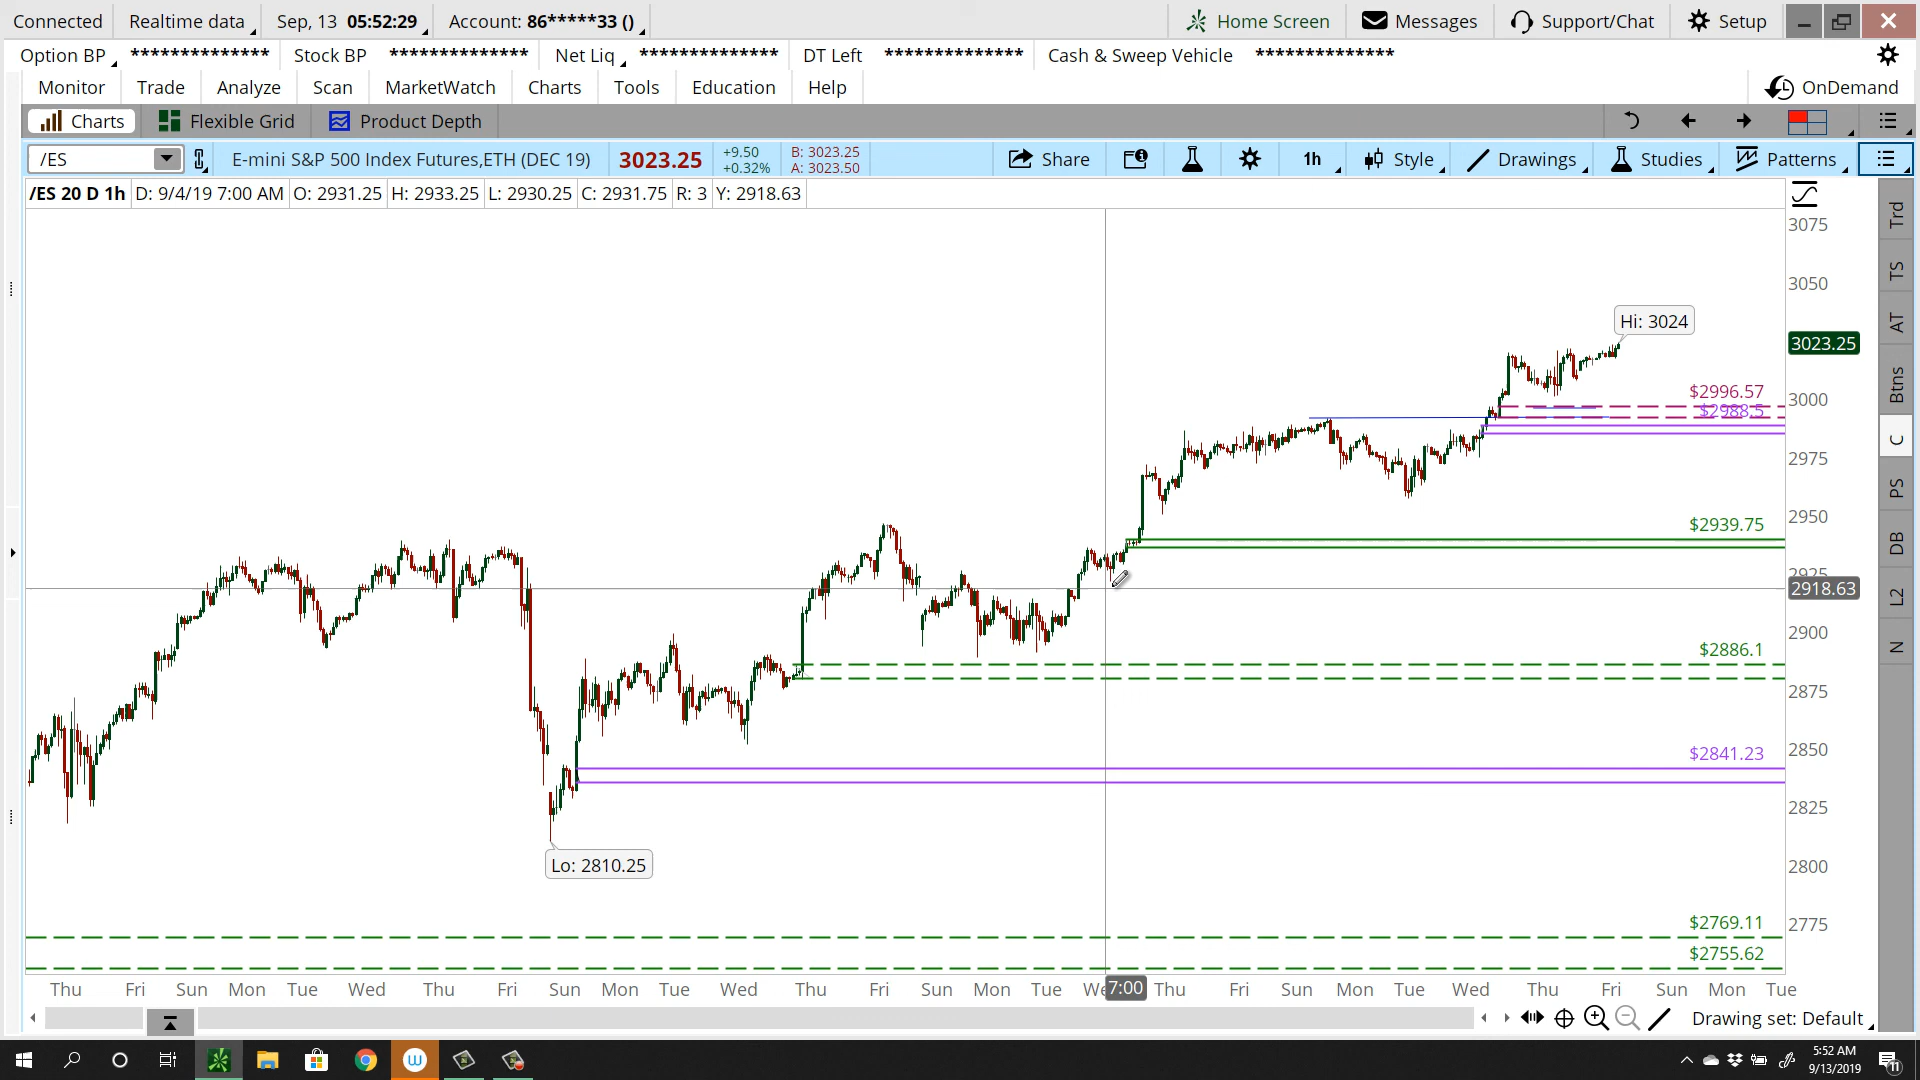 Connected Realtime data Sep, 13 05:52:29 Account: 86*****33 () Home Screen Messages Support/Chat Setup
Option BP ************** Stock BP ************** Net Liq ************** DT Left ************** Cash & Sweep Vehicle **************
Monitor Trade Analyze Scan MarketWatch Charts Tools Education Help OnDemand
Charts Flexible Grid Product Depth
/ES E-mini S&P 500 Index Futures,ETH (DEC 19) 3023.25 +9.50 B: 3023.25 Share 1h Style Drawings Studies Patterns
+0.32% A: 3023.50
/ES 20 D 1h D: 9/4/19 7:00 AM O: 2931.25 H: 2933.25 L: 2930.25 C: 2931.75 R: 3 Y: 2918.63
3075
Trd
TS
3050
Hi: 3024
AT
3023.25
$2996.57
Btns
3000
$2988.5
C
2975
PS
2950
$2939.75
DB
2925
2918.63
L2
2900
$2886.1
N
2875
$2841.23
2850
2825
Lo: 2810.25
2800
$2769.11
2775
$2755.62
Thu Fri Sun Mon Tue Wed Thu Fri Sun Mon Tue Wed Thu Fri Sun Mon Tue We 7:00 Thu Fri Sun Mon Tue Wed Thu Fri Sun Mon Tue
Drawing set: Default
5:52 AM
9/13/2019
11